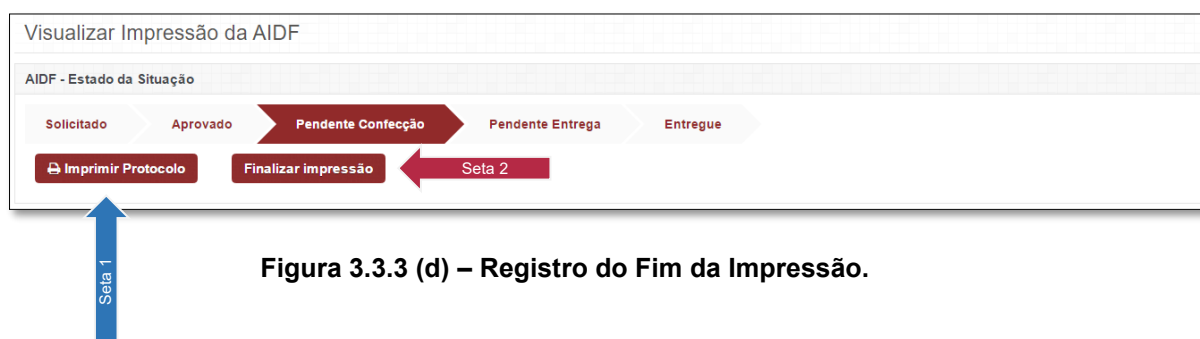 Visualizar Impressão da AIDF
AIDF - Estado da Situação
Solicitado Aprovado Pendente Confecção Pendente Entrega Entregue
Imprimir Protocolo Finalizar impressão Seta 2
Seta 1
Figura 3.3.3 (d) – Registro do Fim da Impressão.